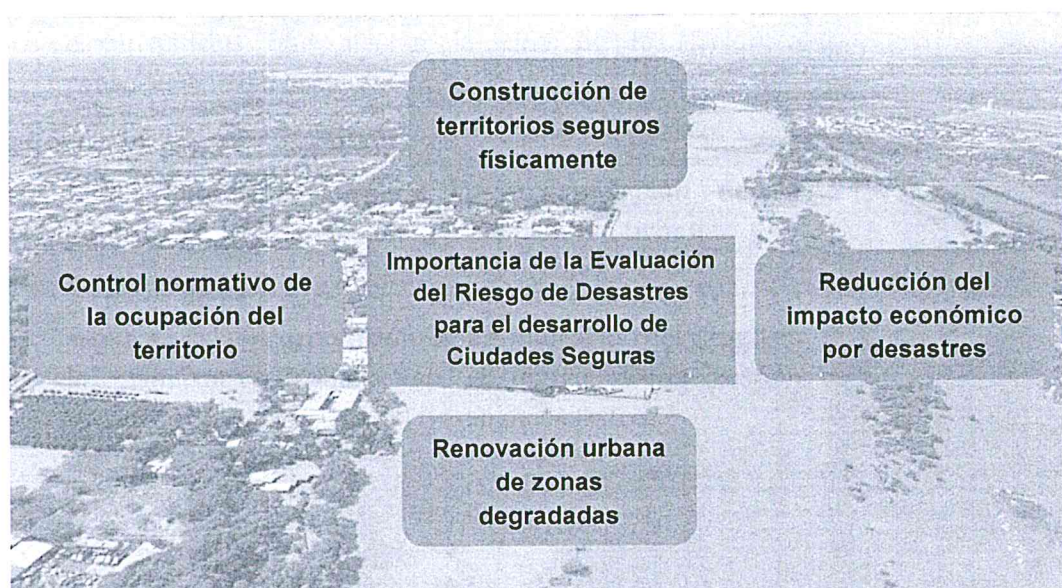 Construcción de
territorios seguros
físicamente
Control normativo de
la ocupación del
territorio
Importancia de la Evaluación
del Riesgo de Desastres
para el desarrollo de
Ciudades Seguras
Reducción del
impacto económico
por desastres
Renovación urbana
de zonas
degradadas